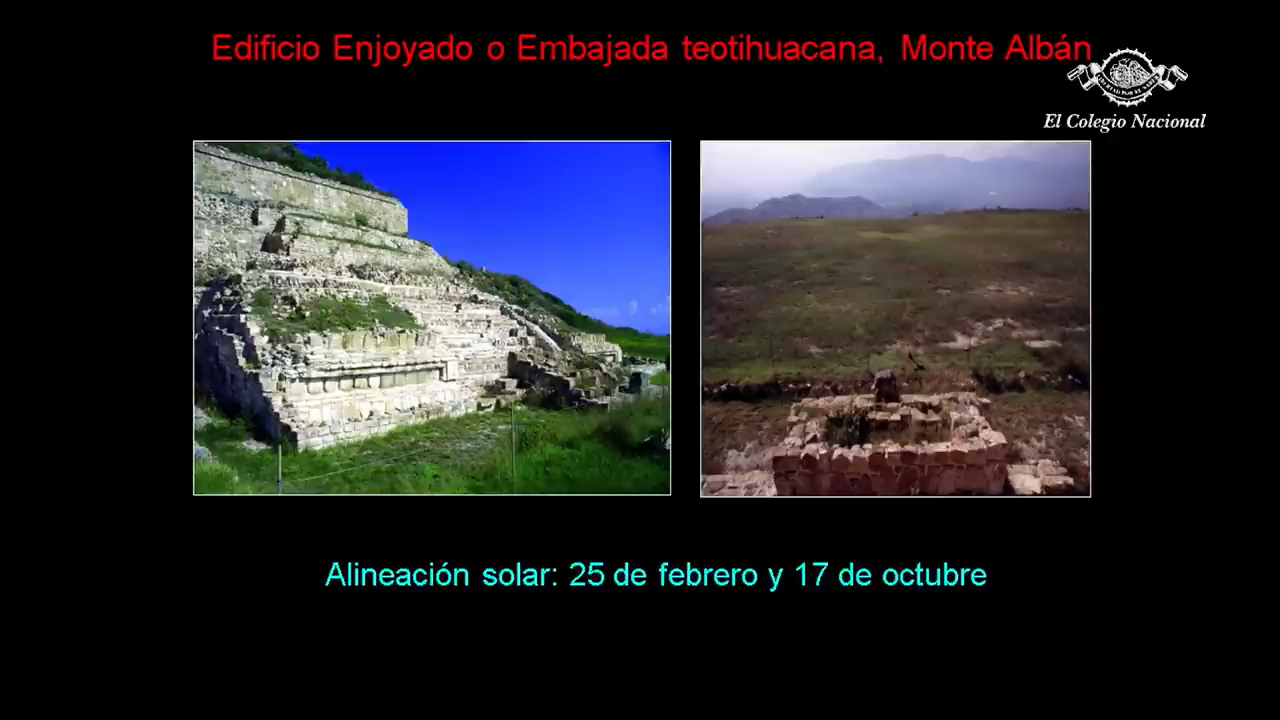 Edificio Enjoyado o Embajada teotihuacana, Monte Albán
El Colegio Nacional
Alineación solar: 25 de febrero y 17 de octubre